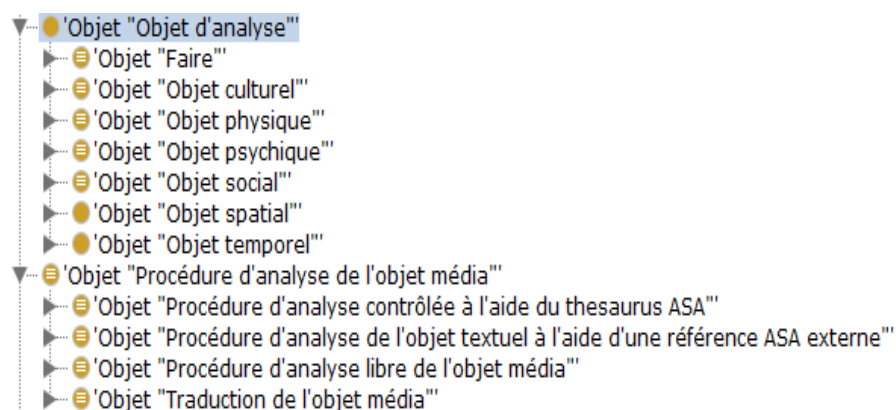 'Objet "Objet d'analyse"'
'Objet "Faire"'
'Objet "Objet culturel"'
'Objet "Objet physique"'
'Objet "Objet psychique"'
'Objet "Objet social"'
'Objet "Objet spatial"'
'Objet "Objet temporel"'
'Objet "Procédure d'analyse de l'objet média"'
'Objet "Procédure d'analyse contrôlée à l'aide du thesaurus ASA"'
'Objet "Procédure d'analyse de l'objet textuel à l'aide d'une référence ASA externe"'
'Objet "Procédure d'analyse libre de l'objet média"'
'Objet "Traduction de l'objet média"'